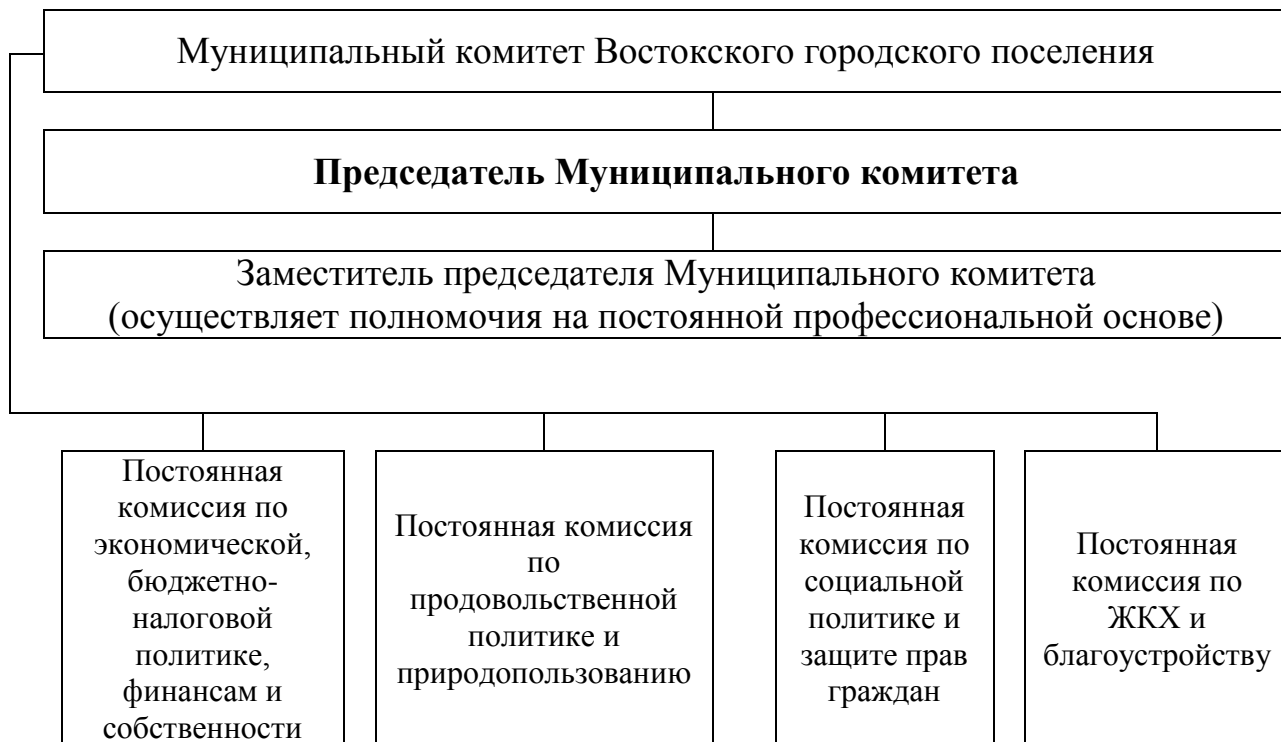 Муниципальный комитет Востокского городского поселения
Председатель Муниципального комитета
Заместитель председателя Муниципального комитета
(осуществляет полномочия на постоянной профессиональной основе)
Постоянная
комиссия по
экономической,
бюджетно-
налоговой
политике,
финансам и
собственности
Постоянная комиссия
по
продовольственной
политике и
природопользованию
Постоянная
комиссия по
социальной
политике и
защите прав
граждан
Постоянная
комиссия по
ЖКХ и
благоустройству